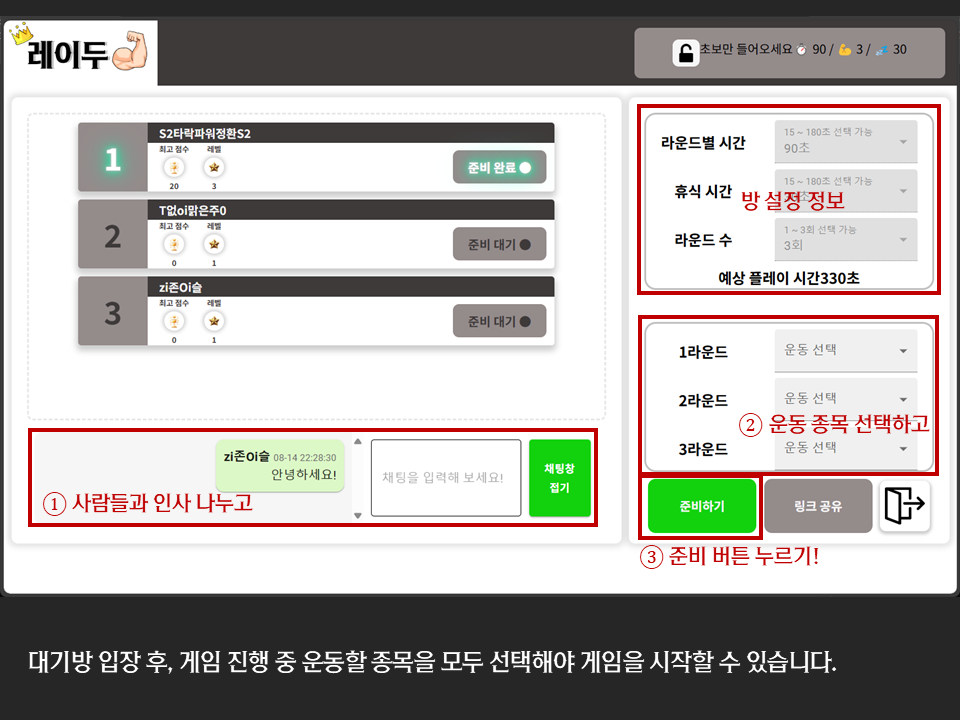 레이두
초보만 들어오세요 90 / 3 / 30
1
S2타락파워정환S2
최고 점수 레벨
20 3
준비 완료
2
T없oi맑은주0
최고 점수 레벨
0 1
준비 대기
3
zi존Oi슬
최고 점수 레벨
0 1
준비 대기
zi존Oi슬 08-14 22:28:30
안녕하세요!
① 사람들과 인사 나누고
채팅을 입력해 보세요!
채팅창
접기
라운드별 시간
15 ~ 180초 선택 가능
90초
휴식 시간
15 ~ 180초 선택 가능
방 설정 정보
라운드 수
1 ~ 3회 선택 가능
3회
예상 플레이 시간330초
1라운드 운동 선택
2라운드 운동 선택
② 운동 종목 선택하고
3라운드 운동 선택
준비하기
링크 공유
③ 준비 버튼 누르기!
대기방 입장 후, 게임 진행 중 운동할 종목을 모두 선택해야 게임을 시작할 수 있습니다.